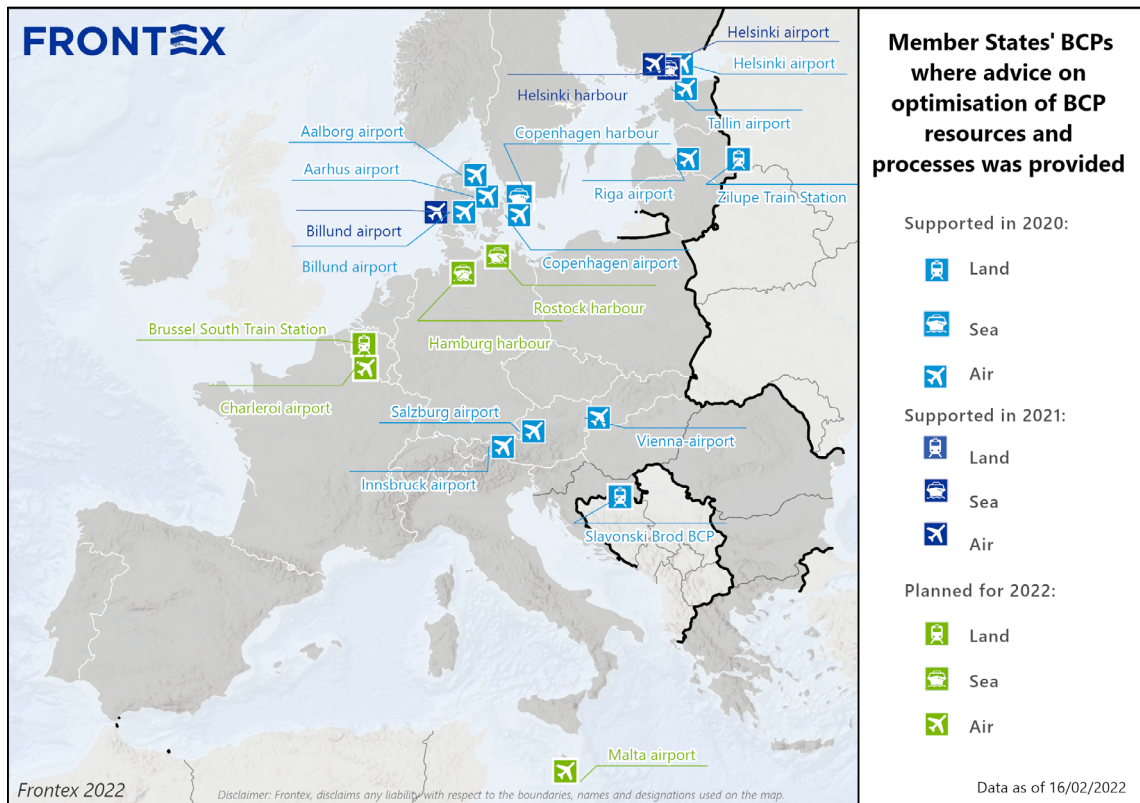 FRONTEX
Helsinki airport
Helsinki airport
Helsinki harbour
Tallin airport
Aalborg airport
Copenhagen harbour
Aarhus airport
Riga airport
Zilupe Train Station
Billund airport
Billund airport
Copenhagen airport
Rostock harbour
Brussel South Train Station
Hamburg harbour
Charleroi airport
Salzburg airport
Vienna-airport
Innsbruck airport
Slavonski Brod BCP
Malta airport
Frontex 2022
Disclaimer: Frontex, disclaims any liability with respect to the boundaries, names and designations used on the map.
Member States' BCPs
where advice on
optimisation of BCP
resources and
processes was provided
Supported in 2020:
Land
Sea
Air
Supported in 2021:
Land
Sea
Air
Planned for 2022:
Land
Sea
Air
Data as of 16/02/2022